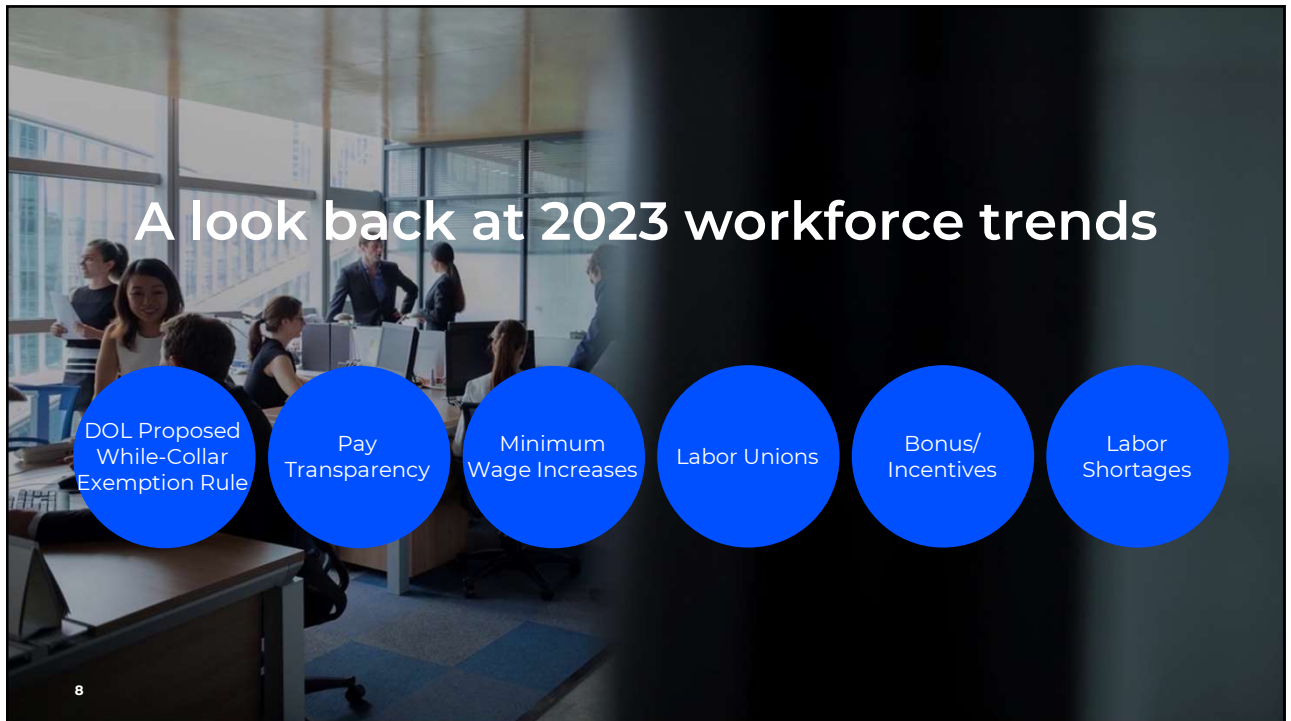 A look back at 2023 workforce trends
DOL Proposed
While-Collar
Exemption Rule
Pay
Transparency
Minimum
Wage Increases
Labor Unions
Bonus/
Incentives
Labor
Shortages
8